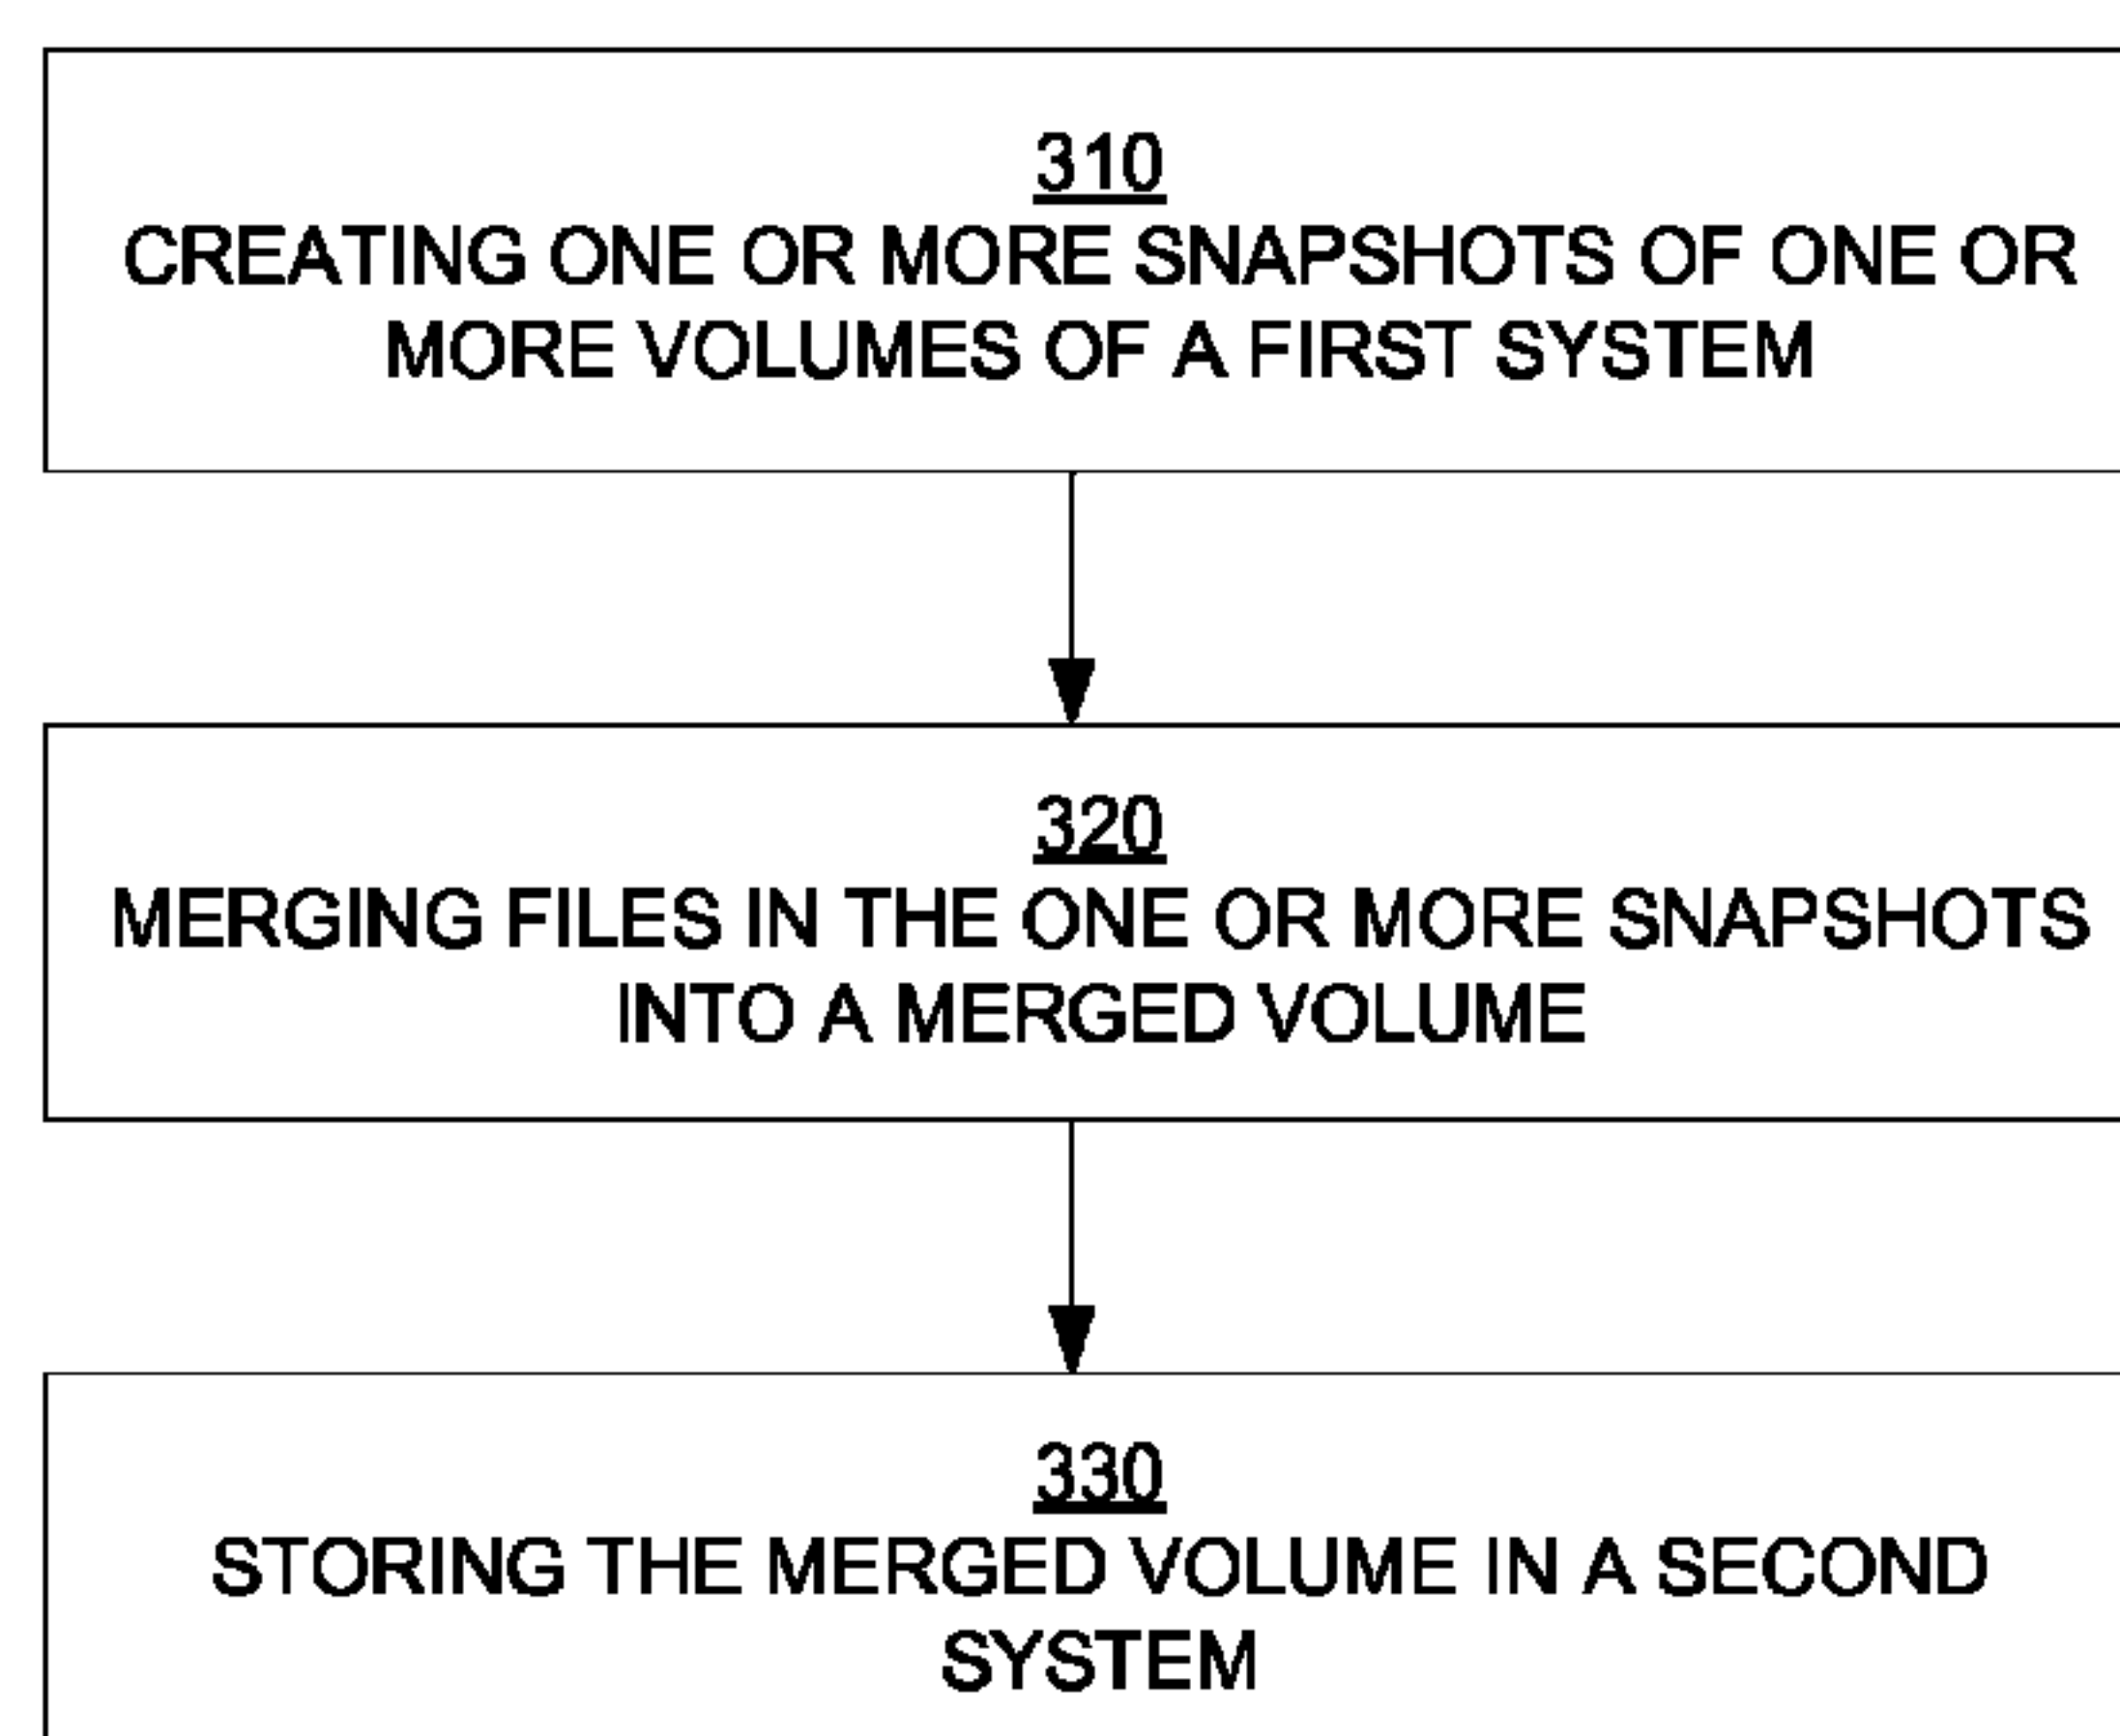 310
CREATING ONE OR MORE SNAPSHOTS OF ONE OR
MORE VOLUMES OF A FIRST SYSTEM
320
MERGING FILES IN THE ONE OR MORE SNAPSHOTS
INTO A MERGED VOLUME
330
STORING THE MERGED VOLUME IN A SECOND
SYSTEM